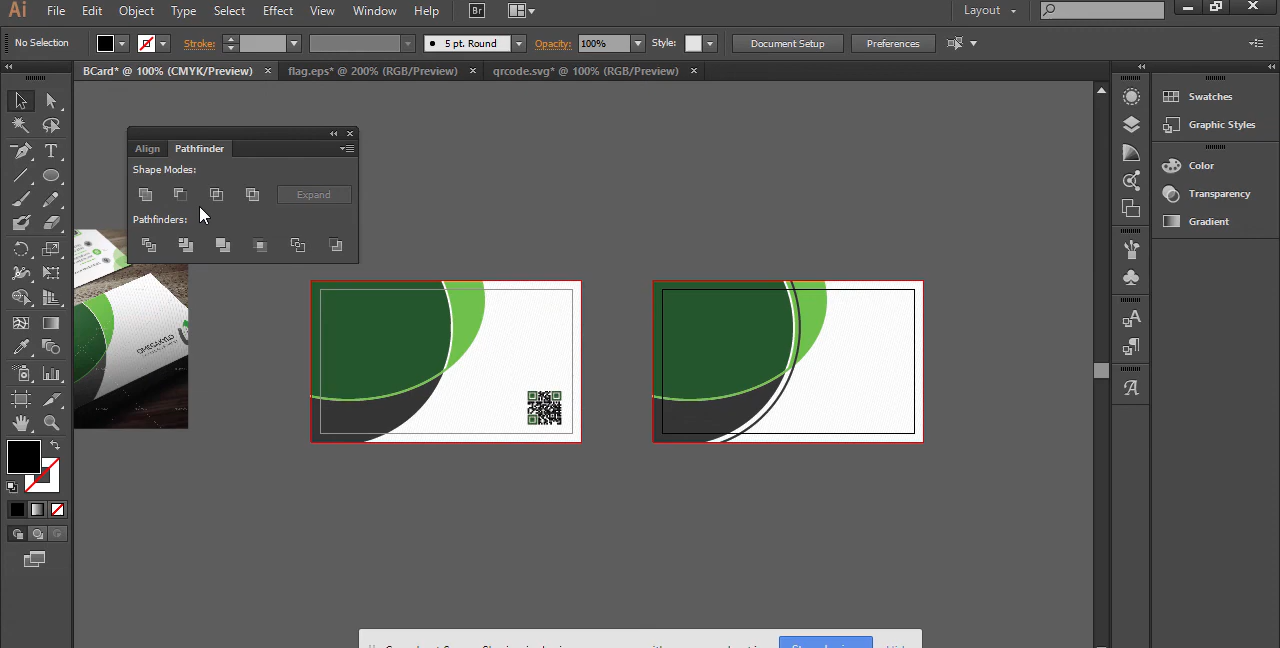 Ai File Edit Object Type Select Effect View Window Help Br Layout
No Selection Stroke: 5 pt. Round Opacity: 100% Style: Document Setup Preferences
BCard* @ 100% (CMYK/Preview) × flag.eps* @ 200% (RGB/Preview) × qrcode.svg* @ 100% (RGB/Preview) ×
Align Pathfinder
Shape Modes:
Expand
Pathfinders:
Swatches
Graphic Styles
Color
Transparency
Gradient